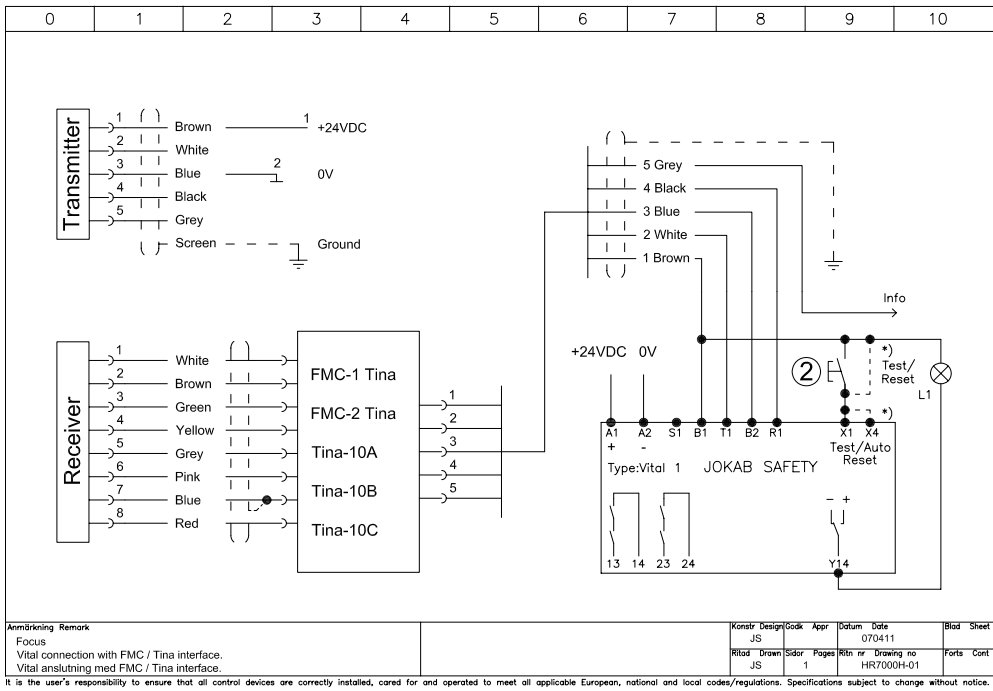 0 1 2 3 4 5 6 7 8 9 10
Transmitter
1 Brown 1 +24VDC
2 White
3 Blue 2 0V
4 Black
5 Grey
Screen Ground
5 Grey
4 Black
3 Blue
2 White
1 Brown
Info
Receiver
1 White
2 Brown
3 Green
4 Yellow
5 Grey
6 Pink
7 Blue
8 Red
FMC-1 Tina
FMC-2 Tina
Tina-10A
Tina-10B
Tina-10C
1
2
3
4
5
+24VDC 0V
2
*)
Test/
Reset
L1
*)
A1 A2 S1 B1 T1 B2 R1 X1 X4
+ -
Test/Auto
Reset
Type:Vital 1 JOKAB SAFETY
- +
13 14 23 24 Y14
Anmärkning Remark
Focus
Vital connection with FMC / Tina interface.
Vital anslutning med FMC / Tina interface.
Konstr Design Godk Appr Datum Date Blad Sheet
JS 070411
Ritad Drawn Sidor Pages Ritn nr Drawing no Forts Cont
JS 1 HR7000H-01
It is the user's responsibility to ensure that all control devices are correctly installed, cared for and operated to meet all applicable European, national and local codes/regulations. Specifications subject to change without notice.